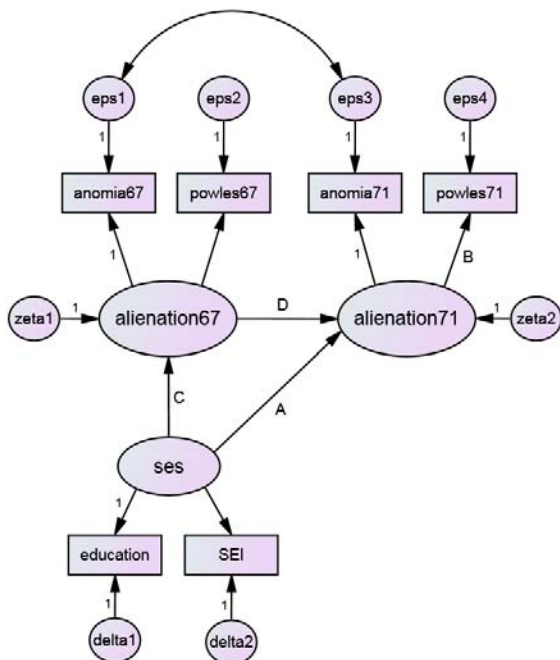 eps1 eps2 eps3 eps4
1 1 1 1
anomia67 powles67 anomia71 powles71
1 1 B
zeta1 1 alienation67 D alienation71 1 zeta2
C A
ses
1
education SEI
1 1
delta1 delta2